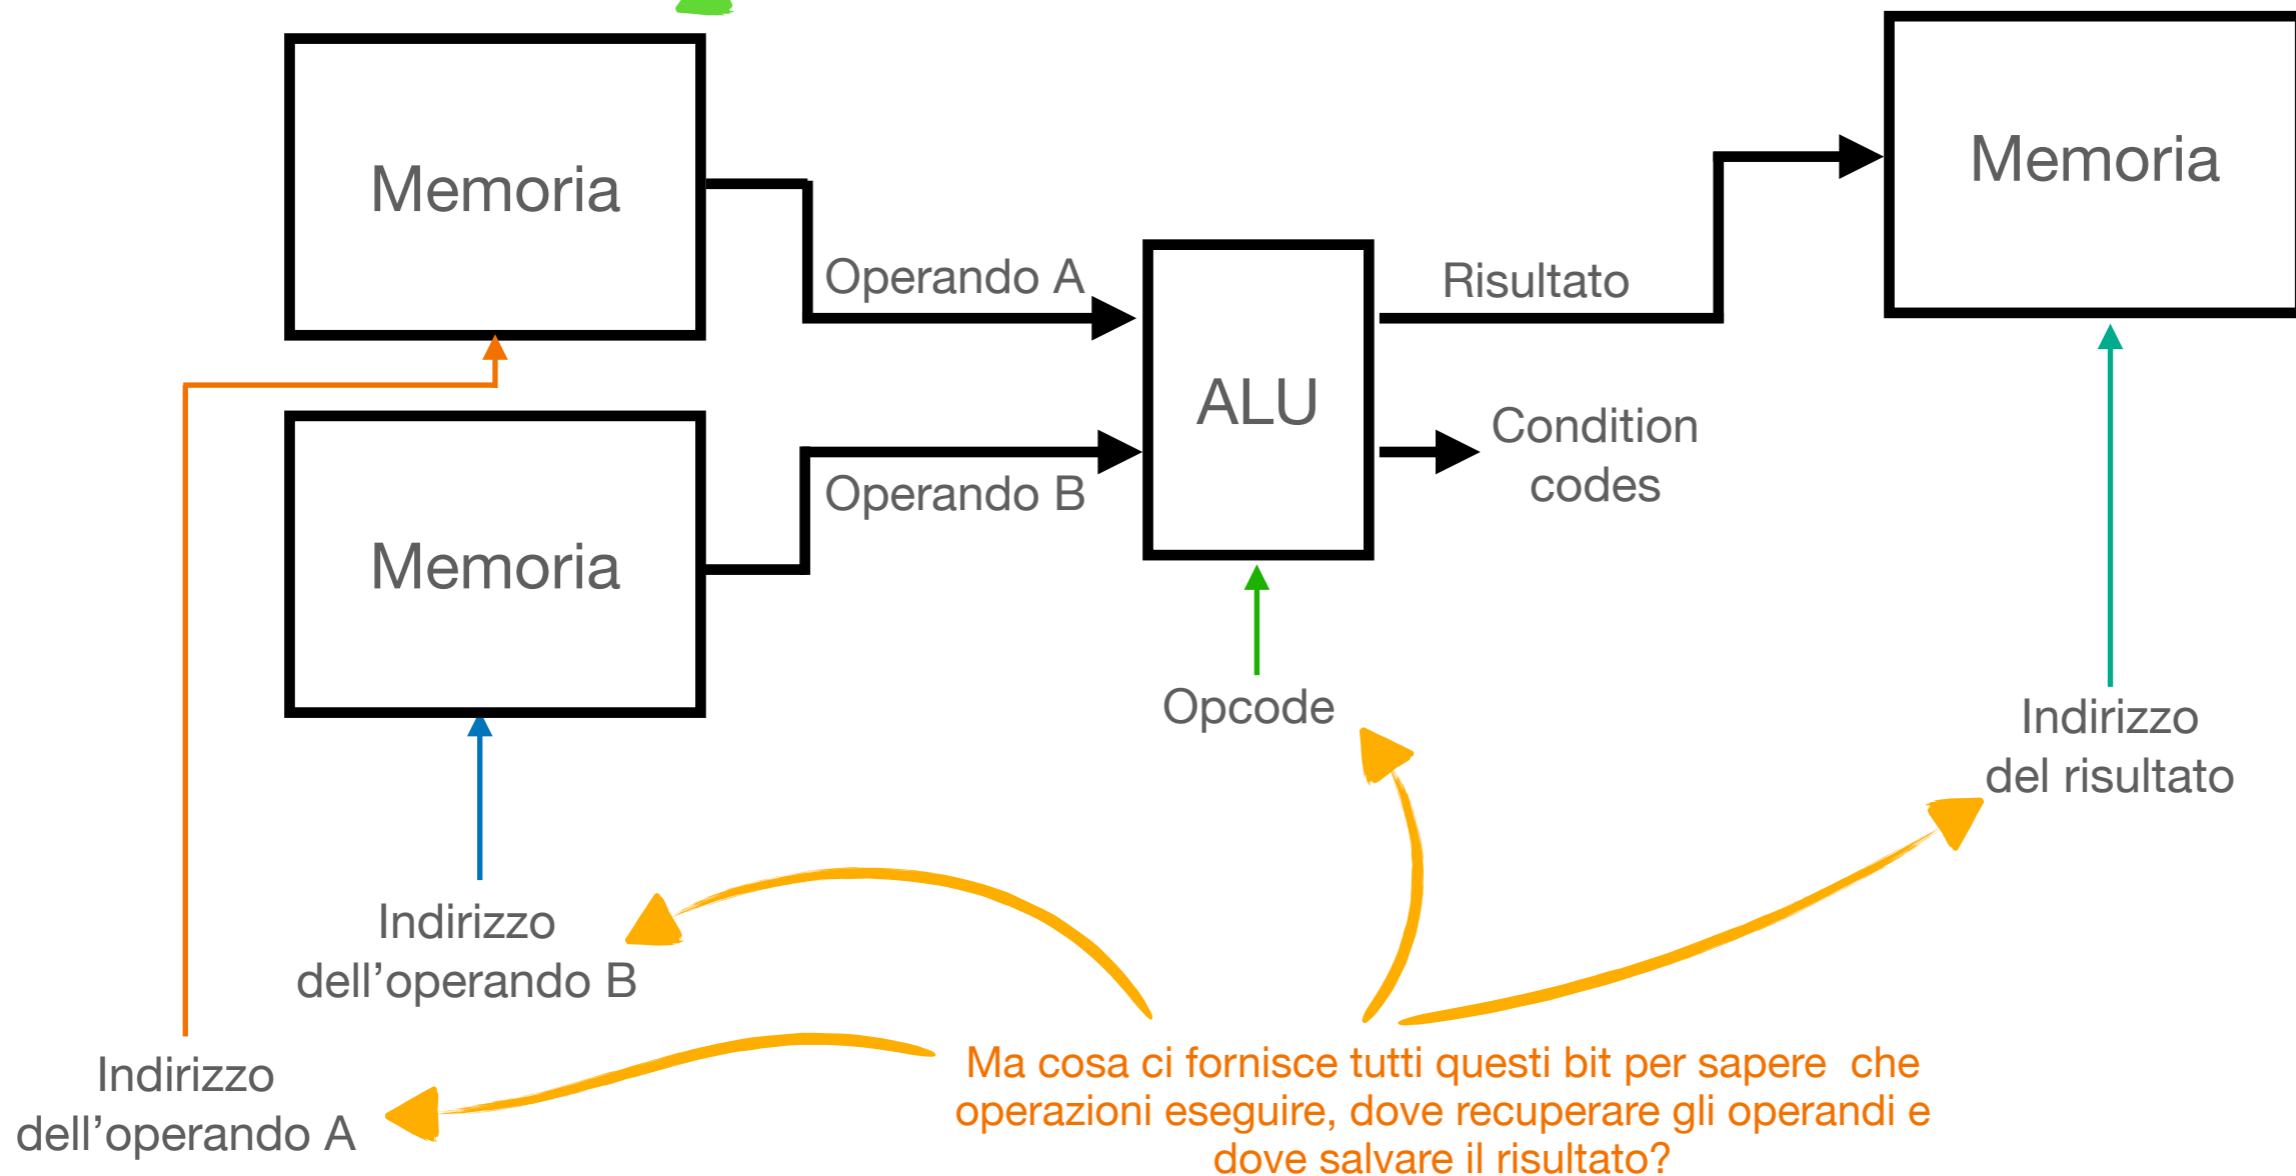 Memoria
Memoria
Operando A
Risultato
ALU
Condition
codes
Memoria
Operando B
Opcode
Indirizzo
del risultato
Indirizzo
dell’operando B
Indirizzo
dell’operando A
Ma cosa ci fornisce tutti questi bit per sapere  che
operazioni eseguire, dove recuperare gli operandi e
dove salvare il risultato?